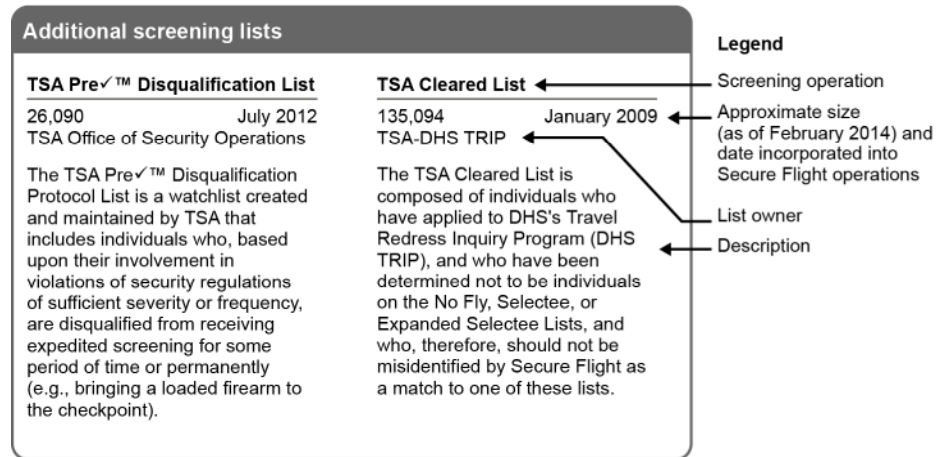 Additional screening lists
TSA Pre✓™ Disqualification List
26,090 July 2012
TSA Office of Security Operations
The TSA Pre✓™ Disqualification
Protocol List is a watchlist created
and maintained by TSA that
includes individuals who, based
upon their involvement in
violations of security regulations
of sufficient severity or frequency,
are disqualified from receiving
expedited screening for some
period of time or permanently
(e.g., bringing a loaded firearm to
the checkpoint).
TSA Cleared List
135,094 January 2009
TSA-DHS TRIP
The TSA Cleared List is
composed of individuals who
have applied to DHS's Travel
Redress Inquiry Program (DHS
TRIP), and who have been
determined not to be individuals
on the No Fly, Selectee, or
Expanded Selectee Lists, and
who, therefore, should not be
misidentified by Secure Flight as
a match to one of these lists.
Legend
Screening operation
Approximate size
(as of February 2014) and
date incorporated into
Secure Flight operations
List owner
Description